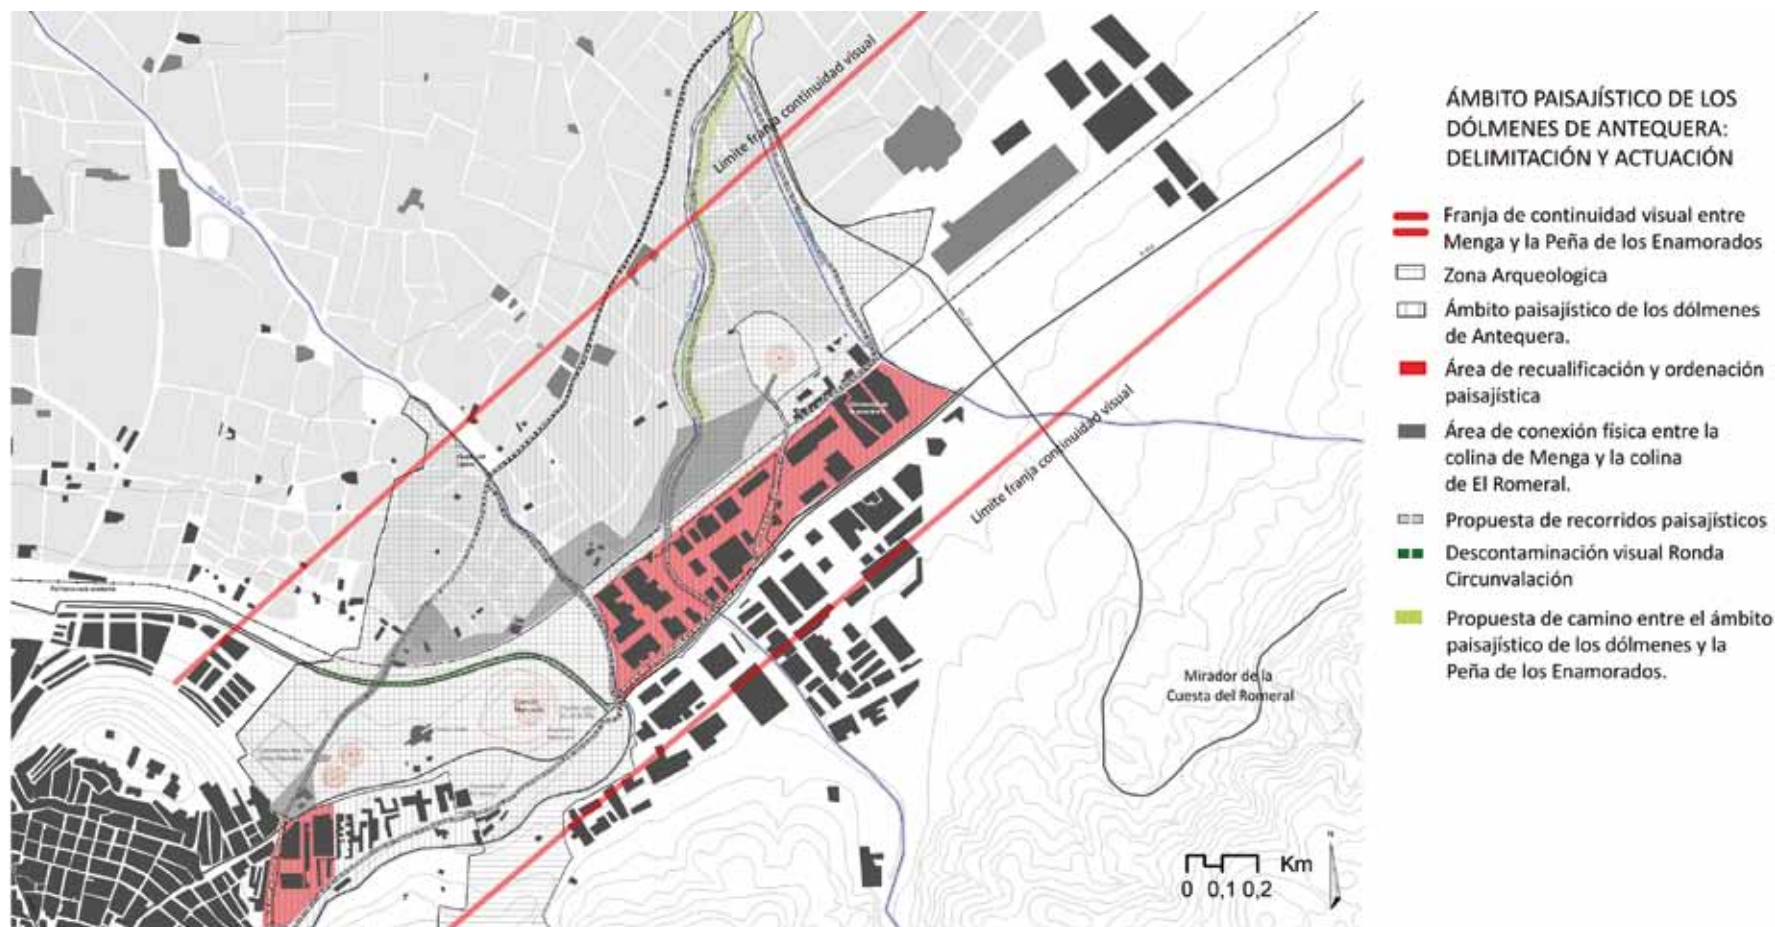 Límite franja continuidad visual
Límite franja continuidad visual
Mirador de la
Cuesta del Romeral
N
Km
0 0,1 0,2
ÁMBITO PAISAJÍSTICO DE LOS
DÓLMENES DE ANTEQUERA:
DELIMITACIÓN Y ACTUACIÓN
Franja de continuidad visual entre
Menga y la Peña de los Enamorados
Zona Arqueologica
Ámbito paisajístico de los dólmenes
de Antequera.
Área de recualificación y ordenación
paisajística
Área de conexión física entre la
colina de Menga y la colina
de El Romeral.
Propuesta de recorridos paisajísticos
Descontaminación visual Ronda
Circunvalación
Propuesta de camino entre el ámbito
paisajístico de los dólmenes y la
Peña de los Enamorados.